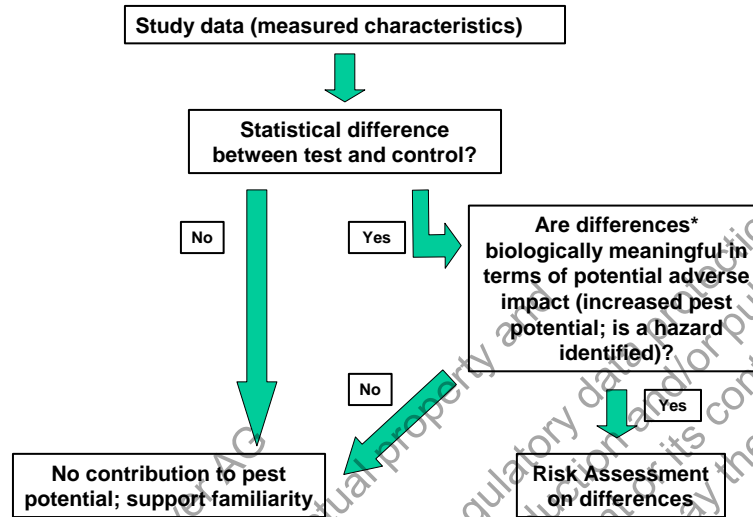 Study data (measured characteristics)
Statistical difference
between test and control?
No
Yes
Are differences*
biologically meaningful in
terms of potential adverse
impact (increased pest
potential; is a hazard
identified)?
No
Yes
No contribution to pest
potential; support familiarity
Risk Assessment
on differences